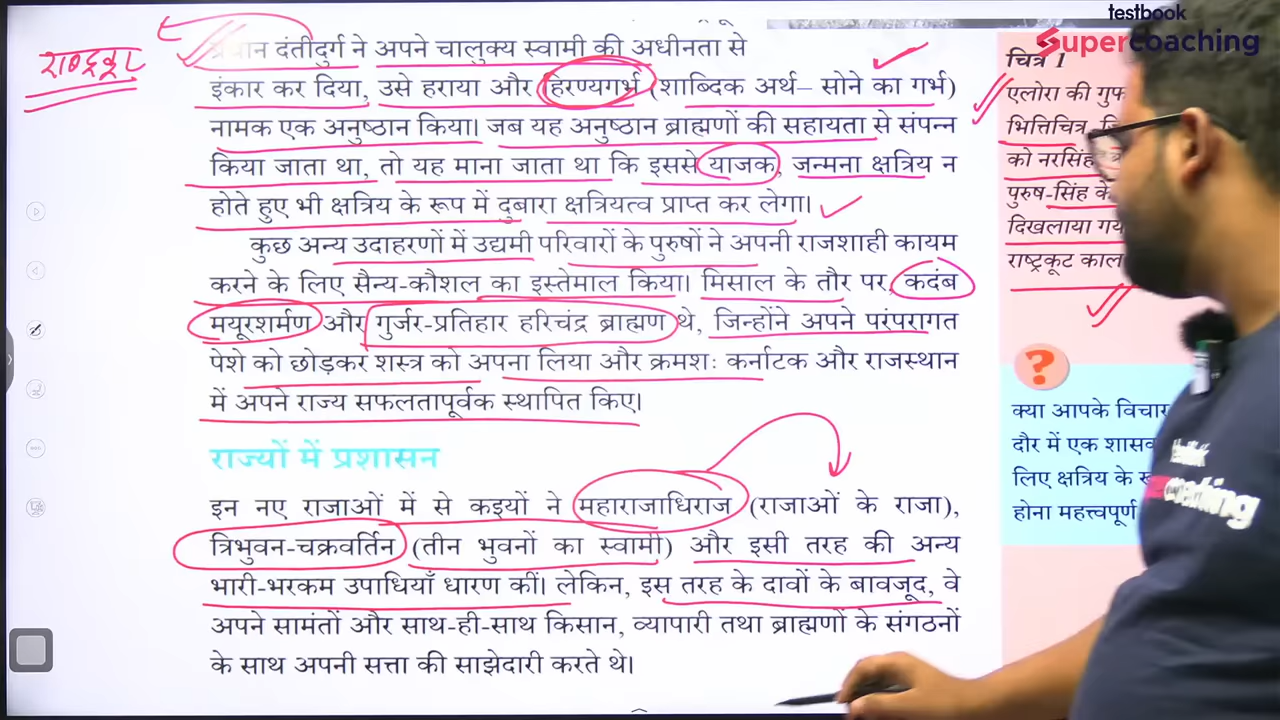 testbook
Supercoaching
राष्ट्रकूट
प्रधान दंतीदुर्ग ने अपने चालुक्य स्वामी की अधीनता से
इंकार कर दिया, उसे हराया और हिरण्यगर्भ (शाब्दिक अर्थ– सोने का गर्भ)
नामक एक अनुष्ठान किया। जब यह अनुष्ठान ब्राह्मणों की सहायता से संपन्न
किया जाता था, तो यह माना जाता था कि इससे याजक, जन्मना क्षत्रिय न
होते हुए भी क्षत्रिय के रूप में दुबारा क्षत्रियत्व प्राप्त कर लेगा।
कुछ अन्य उदाहरणों में उद्यमी परिवारों के पुरुषों ने अपनी राजशाही कायम
करने के लिए सैन्य-कौशल का इस्तेमाल किया। मिसाल के तौर पर, कदंब
मयूरशर्मण और गुर्जर-प्रतिहार हरिचंद्र ब्राह्मण थे, जिन्होंने अपने परंपरागत
पेशे को छोड़कर शस्त्र को अपना लिया और क्रमशः कर्नाटक और राजस्थान
में अपने राज्य सफलतापूर्वक स्थापित किए।
राज्यों में प्रशासन
इन नए राजाओं में से कइयों ने महाराजाधिराज (राजाओं के राजा),
त्रिभुवन-चक्रवर्तिन (तीन भुवनों का स्वामी) और इसी तरह की अन्य
भारी-भरकम उपाधियाँ धारण कीं। लेकिन, इस तरह के दावों के बावजूद, वे
अपने सामंतों और साथ-ही-साथ किसान, व्यापारी तथा ब्राह्मणों के संगठनों
के साथ अपनी सत्ता की साझेदारी करते थे।
चित्र 1
एलोरा की
भित्तिचित्र,
को नरसिंह
पुरुष-सिंह के
दिखलाया
राष्ट्रकूट
?
क्या आपके विचार
दौर में एक
लिए क्षत्रिय के
होना महत्त्वपूर्ण
testbook
coaching